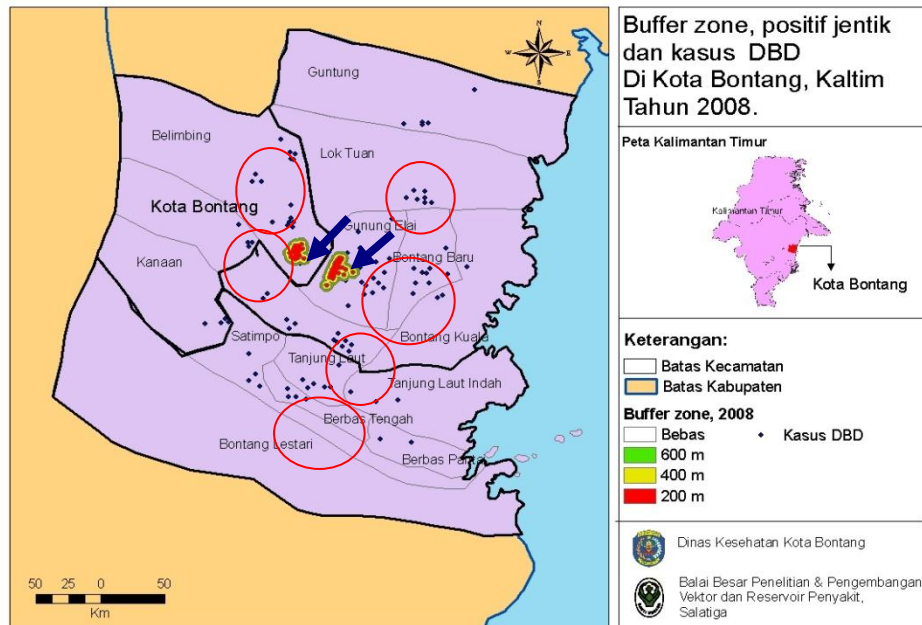 Buffer zone, positif jentik
dan kasus DBD
Di Kota Bontang, Kaltim
Tahun 2008.
Peta Kalimantan Timur
Kalimantan Timur
Kota Bontang
Keterangan:
Batas Kecamatan
Batas Kabupaten
Buffer zone, 2008
Bebas
Kasus DBD
600 m
400 m
200 m
Dinas Kesehatan Kota Bontang
Balai Besar Penelitian & Pengembangan
Vektor dan Reservoir Penyakit,
Salatiga
N
W
E
S
Guntung
Belimbing
Lok Tuan
Kota Bontang
Gunung Elai
Kanaan
Bontang Baru
Satimpo
Bontang Kuala
Tanjung Laut
Tanjung Laut Indah
Berbas Tengah
Bontang Lestari
Berbas Pantai
50 0 50
Km